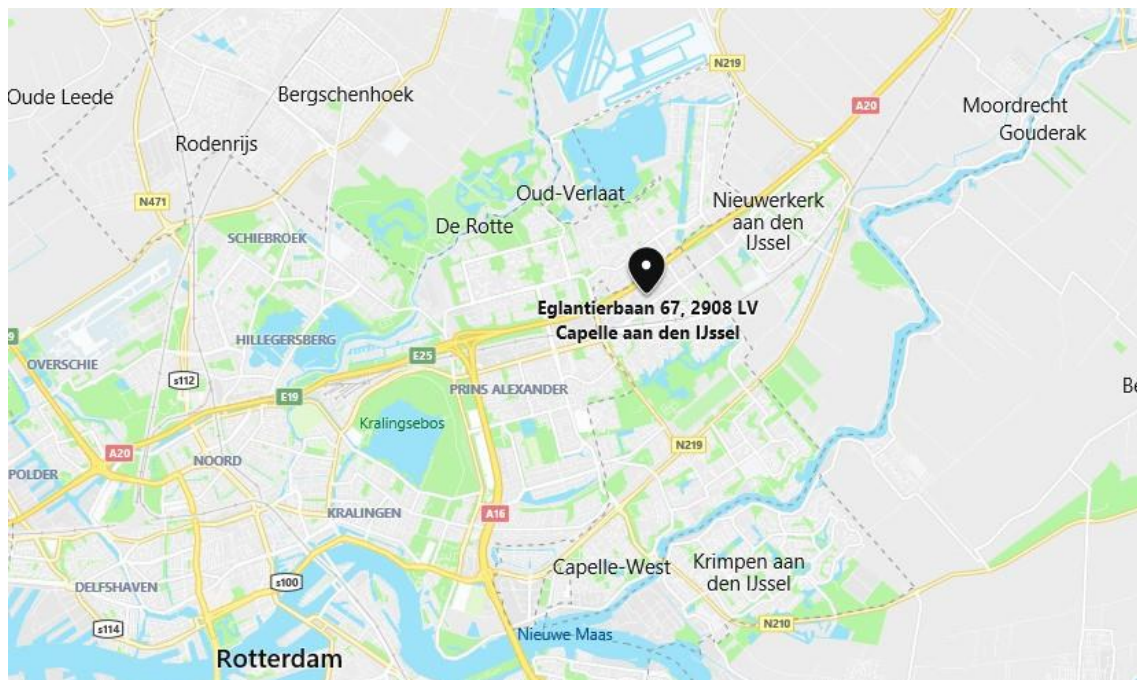 N219
Oude Leede
Bergschenhoek
A20
Moordrecht
Gouderak
Rodenrijs
Oud-Verlaat
Nieuwerkerk
aan den
IJssel
N471
De Rotte
SCHIEBROEK
Eglantierbaan 67, 2908 LV
Capelle aan den IJssel
HILLEGERSBERG
E25
OVERSCHIE
s112
PRINS ALEXANDER
E19
Kralingsebos
A20
NOORD
N219
POLDER
KRALINGEN
A16
Capelle-West
Krimpen aan
den IJssel
DELFSHAVEN
s100
s114
Nieuwe Maas
N210
Rotterdam